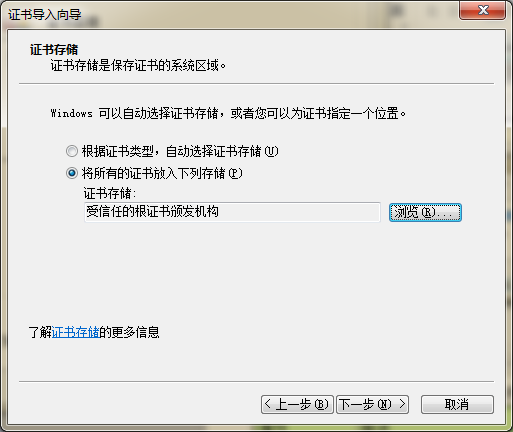 证书导入向导
证书存储
证书存储是保存证书的系统区域。
Windows 可以自动选择证书存储，或者您可以为证书指定一个位置。
根据证书类型，自动选择证书存储(U)
将所有的证书放入下列存储(P)
证书存储:
受信任的根证书颁发机构 浏览(R)...
了解证书存储的更多信息
< 上一步(B) 下一步(N) > 取消